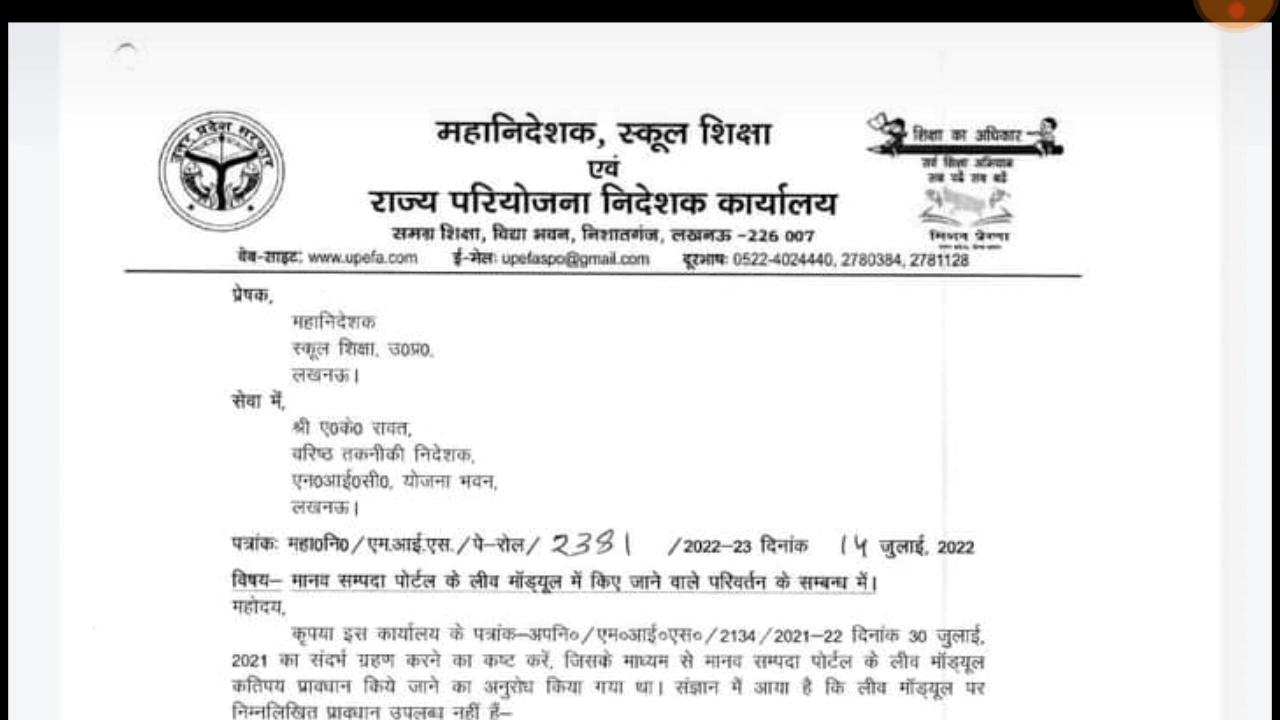 उत्तर प्रदेश सरकार
महानिदेशक, स्कूल शिक्षा
एवं
राज्य परियोजना निदेशक कार्यालय
समग्र शिक्षा, विद्या भवन, निशातगंज, लखनऊ –226 007
वेब-साइट: www.upefa.com ई-मेलः upefaspo@gmail.com दूरभाषः 0522-4024440, 2780384, 2781128
शिक्षा का अधिकार
सर्व शिक्षा अभियान
सब पढ़ें सब बढ़ें
मिशन प्रेरणा
प्रेषक,
महानिदेशक
स्कूल शिक्षा, उ0प्र0,
लखनऊ।
सेवा में,
श्री ए0के0 रावत,
वरिष्ठ तकनीकी निदेशक,
एन0आई0सी0, योजना भवन,
लखनऊ।
पत्रांकः महा0नि0/एम.आई.एस./पे–रोल/ 2381 /2022–23 दिनांक 14 जुलाई, 2022
विषय– मानव सम्पदा पोर्टल के लीव मॉड्यूल में किए जाने वाले परिवर्तन के सम्बन्ध में।
महोदय,
कृपया इस कार्यालय के पत्रांक–अपनि०/एम०आई०एस०/2134/2021–22 दिनांक 30 जुलाई,
2021 का संदर्भ ग्रहण करने का कष्ट करें, जिसके माध्यम से मानव सम्पदा पोर्टल के लीव मॉड्यूल
कतिपय प्रावधान किये जाने का अनुरोध किया गया था। संज्ञान में आया है कि लीव मॉड्यूल पर
निम्नलिखित प्रावधान उपलब्ध नहीं हैं–